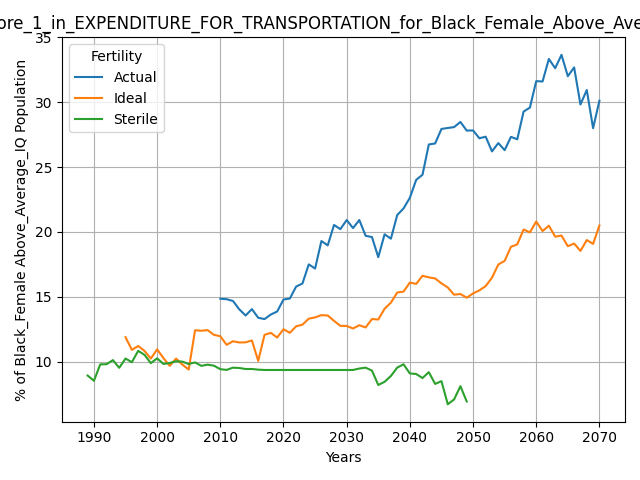 ore_1_in_EXPENDITURE_FOR_TRANSPORTATION_for_Black_Female_Above_Ave
Fertility
Actual
Ideal
Sterile
% of Black_Female Above_Average_IQ Population
35
30
25
20
15
10
1990 2000 2010 2020 2030 2040 2050 2060 2070
Years